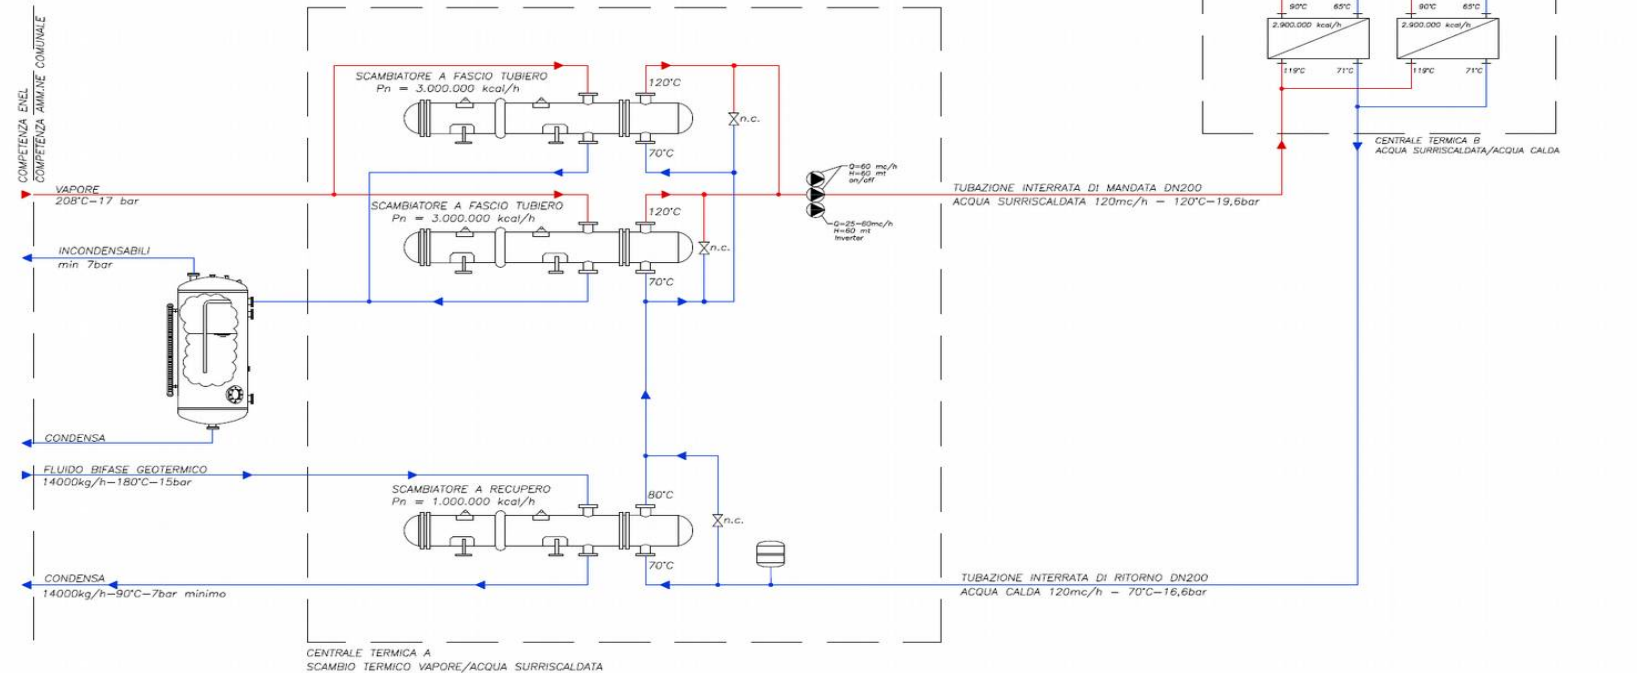 COMPETENZA ENEL
COMPETENZA AMM.NE COMUNALE
SCAMBIATORE A FASCIO TUBIERO
Pn = 3.000.000 kcal/h
120°C
n.c.
70°C
VAPORE
208°C-17 bar
SCAMBIATORE A FASCIO TUBIERO
Pn = 3.000.000 kcal/h
120°C
n.c.
70°C
Q=60 mc/h
H=60 mt
on/off
Q=25-60mc/h
H=60 mt
Inverter
TUBAZIONE INTERRATA DI MANDATA DN200
ACQUA SURRISCALDATA 120mc/h - 120°C-19,6bar
90°C
65°C
90°C
65°C
2.900.000 kcal/h
2.900.000 kcal/h
119°C
71°C
119°C
71°C
CENTRALE TERMICA B
ACQUA SURRISCALDATA/ACQUA CALDA
INCONDENSABILI
min 7bar
CONDENSA
FLUIDO BIFASE GEOTERMICO
14000kg/h-180°C-15bar
SCAMBIATORE A RECUPERO
Pn = 1.000.000 kcal/h
80°C
n.c.
70°C
CONDENSA
14000kg/h-90°C-7bar minimo
TUBAZIONE INTERRATA DI RITORNO DN200
ACQUA CALDA 120mc/h - 70°C-16,6bar
CENTRALE TERMICA A
SCAMBIO TERMICO VAPORE/ACQUA SURRISCALDATA